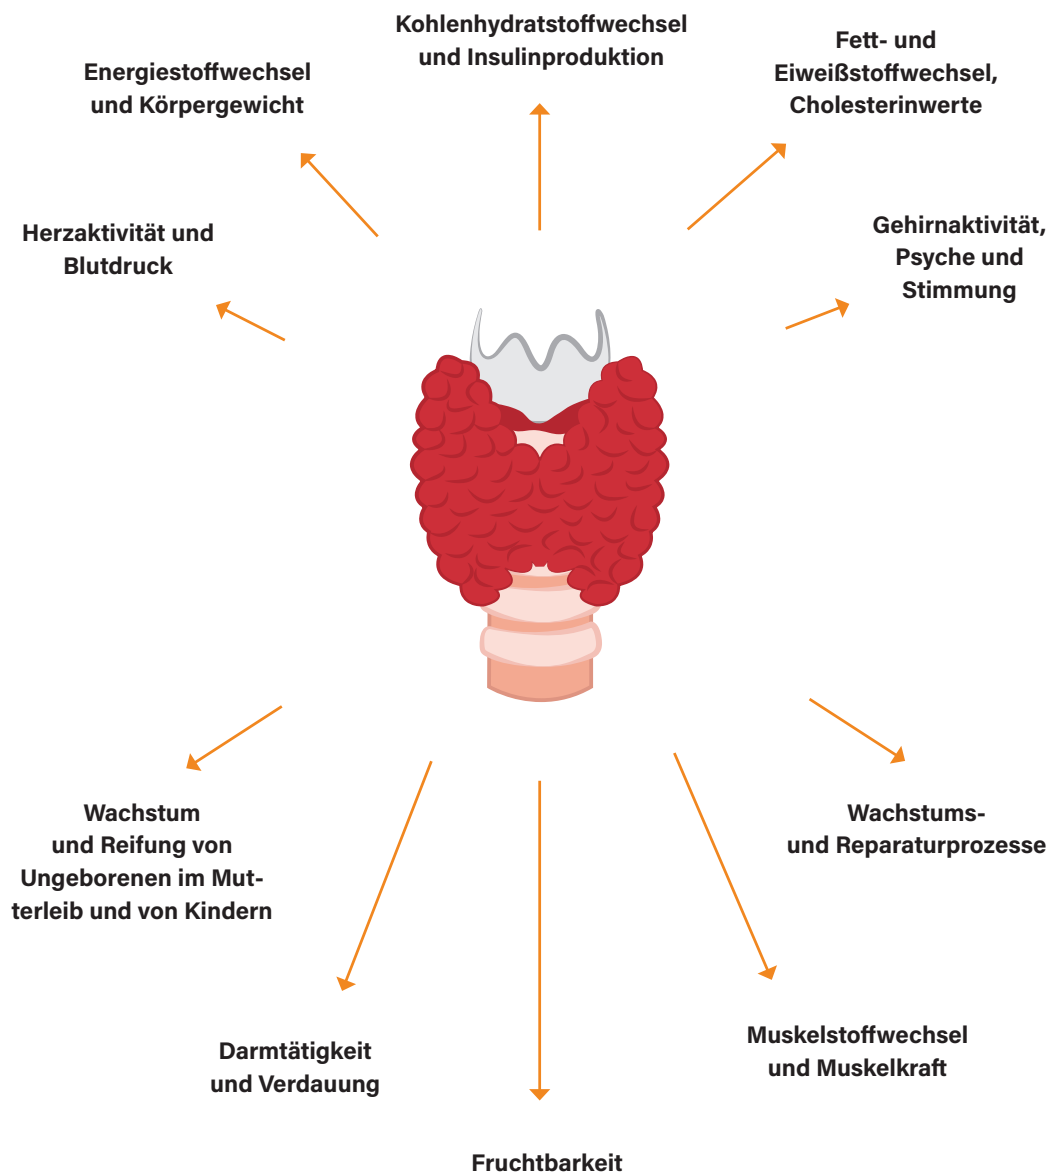 Kohlenhydratstoffwechsel
und Insulinproduktion
Fett- und
Eiweißstoffwechsel,
Cholesterinwerte
Energiestoffwechsel
und Körpergewicht
Herzaktivität und
Blutdruck
Gehirnaktivität,
Psyche und
Stimmung
Wachstum
und Reifung von
Ungeborenen im Mut-
terleib und von Kindern
Wachstums-
und Reparaturprozesse
Darmtätigkeit
und Verdauung
Muskelstoffwechsel
und Muskelkraft
Fruchtbarkeit